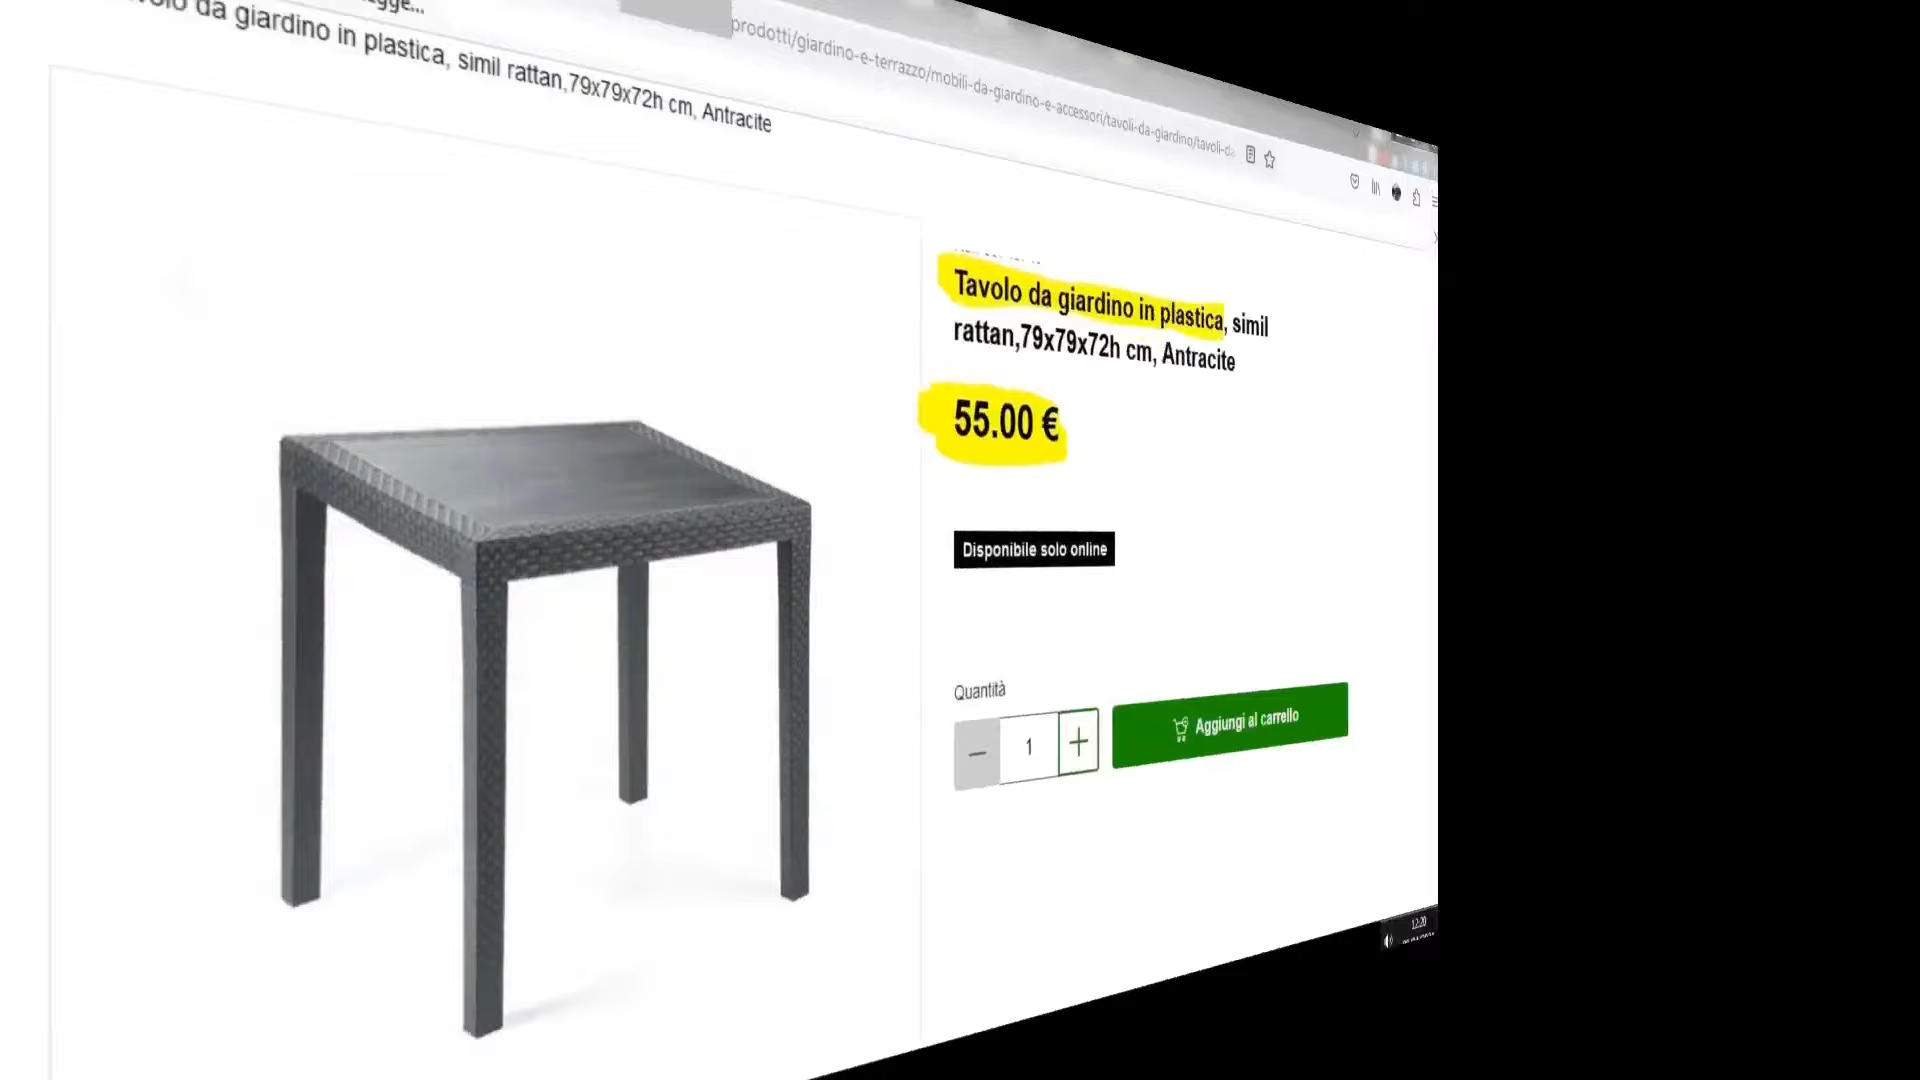 da giardino in plastica, simil rattan,79x79x72h cm, Antracite
prodotti/giardino-e-terrazzo/mobili-da-giardino-e-accessori/tavoli-da-giardino/tavoli-da
Tavolo da giardino in plastica, simil
rattan,79x79x72h cm, Antracite
55.00 €
Disponibile solo online
Quantità
1
Aggiungi al carrello
12:20